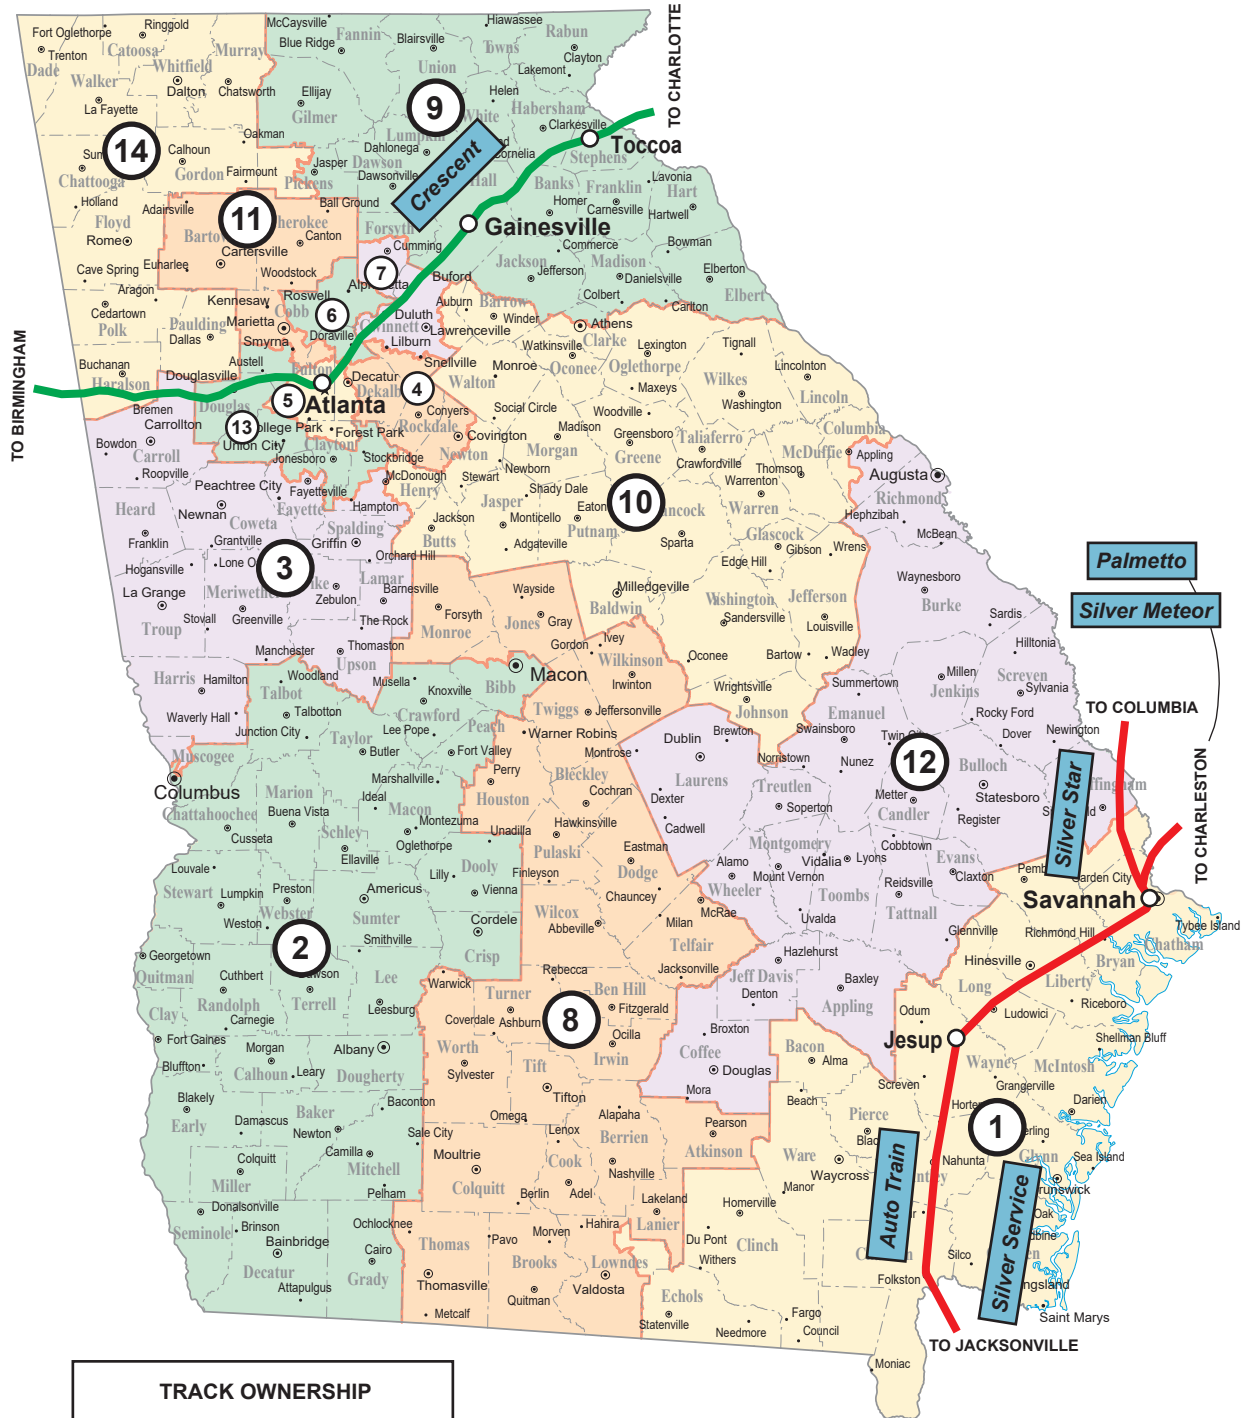 McCaysville
Hiawassee
Fort Oglethorpe
Ringgold
Fannin
Blairsville
Towns
Rabun
TO CHARLOTTE
Trenton
Catoosa
Murray
Blue Ridge
Clayton
Dade
Whitfield
Union
Lakemont
Walker
Dalton
Chatsworth
Ellijay
Helen
La Fayette
Gilmer
9
White
Habersham
Clarkesville
Oakman
Toccoa
14
Calhoun
Dahlonega
Crescent
Stephens
Chattooga
Gordon
Fairmount
Jasper
Dawson
Dawsonville
Hall
Banks
Franklin
Lavonia
Hart
Holland
Adairsville
Pickens
Ball Ground
Homer
Carnesville
Hartwell
Floyd
11
Forsyth
Gainesville
Rome
Bartow
Canton
Cumming
Commerce
Bowman
Cartersville
Cave Spring
Euharlee
Woodstock
7
Buford
Jackson
Jefferson
Madison
Danielsville
Elberton
Aragon
Kennesaw
Roswell
Auburn
Barrow
Colbert
Elbert
Cedartown
Cobb
6
Duluth
Winder
Athens
Carlton
Polk
Paulding
Marietta
Gwinnett
Lawrenceville
Clarke
Dallas
Smyrna
Doraville
Lilburn
Watkinsville
Lexington
Tignall
TO BIRMINGHAM
Buchanan
Austell
Fulton
Snellville
Monroe
Oconee
Oglethorpe
Lincolnton
Haralson
Douglasville
Decatur
Dekalb
4
Walton
Maxeys
Wilkes
Lincoln
Bremen
Douglas
5
Atlanta
Conyers
Social Circle
Woodville
Washington
Carrollton
13
Forest Park
Rockdale
Madison
Greensboro
Taliaferro
Columbia
Bowdon
Union City
Clayton
Covington
Morgan
Greene
McDuffie
Appling
Carroll
Jonesboro
Stockbridge
Newton
Crawfordville
Thomson
Augusta
Roopville
Peachtree City
McDonough
Newborn
Warrenton
Richmond
Fayetteville
Henry
Stewart
Shady Dale
10
Warren
Heard
Newnan
Fayette
Hampton
Jasper
Putnam
Hephzibah
Coweta
Spalding
Jackson
Monticello
Glascock
McBean
Franklin
Grantville
Griffin
Butts
Adgateville
Sparta
Gibson
Wrens
Hogansville
3
Orchard Hill
Edge Hill
Palmetto
Lamar
Barnesville
Wayside
Milledgeville
Waynesboro
La Grange
Meriwether
Zebulon
Baldwin
Jefferson
Burke
Silver Meteor
Troup
Stovall
Greenville
The Rock
Forsyth
Jones
Gray
Sandersville
Louisville
Sardis
Manchester
Thomaston
Monroe
Gordon
Ivey
Hilltonia
Harris
Hamilton
Upson
Wilkinson
Oconee
Bartow
Wadley
Woodland
Musella
Macon
Irwinton
Millen
Screven
Talbot
Knoxville
Bibb
Wrightsville
Summertown
Jenkins
Sylvania
Waverly Hall
Talbotton
Crawford
Twiggs
Jeffersonville
Johnson
Emanuel
Rocky Ford
TO COLUMBIA
Junction City
Taylor
Lee Pope
Peach
Warner Robins
Dublin
Brewton
Swainsboro
Dover
Newington
Muscogee
Butler
Fort Valley
Montrose
Norristown
12
Bulloch
Silver Star
Columbus
Marion
Marshallville
Perry
Bleckley
Laurens
Nunez
Statesboro
TO CHARLESTON
Chattahoochee
Buena Vista
Ideal
Macon
Houston
Cochran
Dexter
Treutlen
Soperton
Metter
Candler
Register
Cusseta
Schley
Montezuma
Unadilla
Hawkinsville
Cadwell
Montgomery
Cobbtown
Louvale
Ellaville
Oglethorpe
Dooly
Pulaski
Eastman
Alamo
Vidalia
Lyons
Evans
Stewart
Lumpkin
Preston
Americus
Lilly
Finleyson
Dodge
Mount Vernon
Claxton
Garden City
Webster
Vienna
Chauncey
Wheeler
Toombs
Reidsville
Savannah
Weston
Sumter
Cordele
Wilcox
Abbeville
McRae
Uvalda
Tattnall
Tybee Island
2
Smithville
Milan
Glennville
Richmond Hill
Chatham
Georgetown
Crisp
Telfair
Hazlehurst
Hinesville
Bryan
Quitman
Cuthbert
Lee
Warwick
Rebecca
Jacksonville
Jeff Davis
Baxley
Long
Liberty
Clay
Randolph
Terrell
Leesburg
Turner
Ben Hill
Denton
Appling
Riceboro
Carnegie
Coverdale
Ashburn
8
Fitzgerald
Odum
Ludowici
Fort Gaines
Broxton
Jesup
Shellman Bluff
Morgan
Albany
Worth
Ocilla
Coffee
Bacon
Bluffton
Calhoun
Leary
Dougherty
Sylvester
Tift
Irwin
Douglas
Alma
Wayne
McIntosh
Mora
Screven
Grangerville
Blakely
Baker
Baconton
Omega
Tifton
Alapaha
Beach
Darien
Early
Damascus
Newton
Sale City
Lenox
Berrien
Pearson
Pierce
1
Colquitt
Camilla
Mitchell
Moultrie
Cook
Atkinson
Ware
Auto Train
Glynn
Sea Island
Miller
Colquitt
Nashville
Waycross
Nahunta
Donalsonville
Pelham
Berlin
Adel
Lakeland
Homerville
Manor
Silver Service
Seminole
Brinson
Ochlocknee
Morven
Hahira
Lanier
Bainbridge
Cairo
Thomas
Pavo
Du Pont
Clinch
Silco
Decatur
Grady
Brooks
Lowndes
Withers
Folkston
Attapulgus
Thomasville
Quitman
Valdosta
Echols
Metcalf
Statenville
Fargo
Saint Marys
Needmore
Council
TO JACKSONVILLE
Moniac
TRACK OWNERSHIP